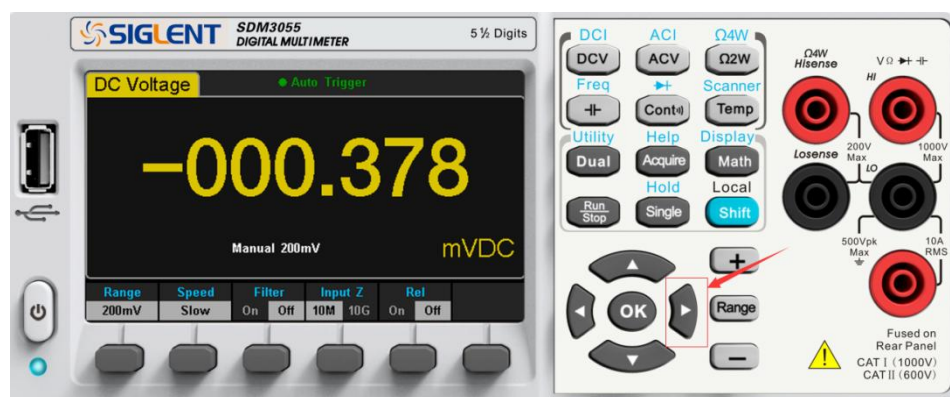 SIGLENT
SDM3055
DIGITAL MULTIMETER
5 ½ Digits
DC Voltage
Auto Trigger
-000.378
Manual 200mV
mVDC
Range Speed Filter Input Z Rel
200mV Slow On Off 10M 10G On Off
DCI ACI Ω4W
DCV ACV Ω2W
Freq Scanner
Cont Temp
Utility Help Display
Dual Acquire Math
Hold Local
Run
Stop
Single Shift
OK
+
Range
−
Ω4W
Hisense
VΩ
HI
200V
Max
1000V
Max
Losense
LO
500Vpk
Max
10A
RMS
Fused on
Rear Panel
CAT I (1000V)
CAT II (600V)